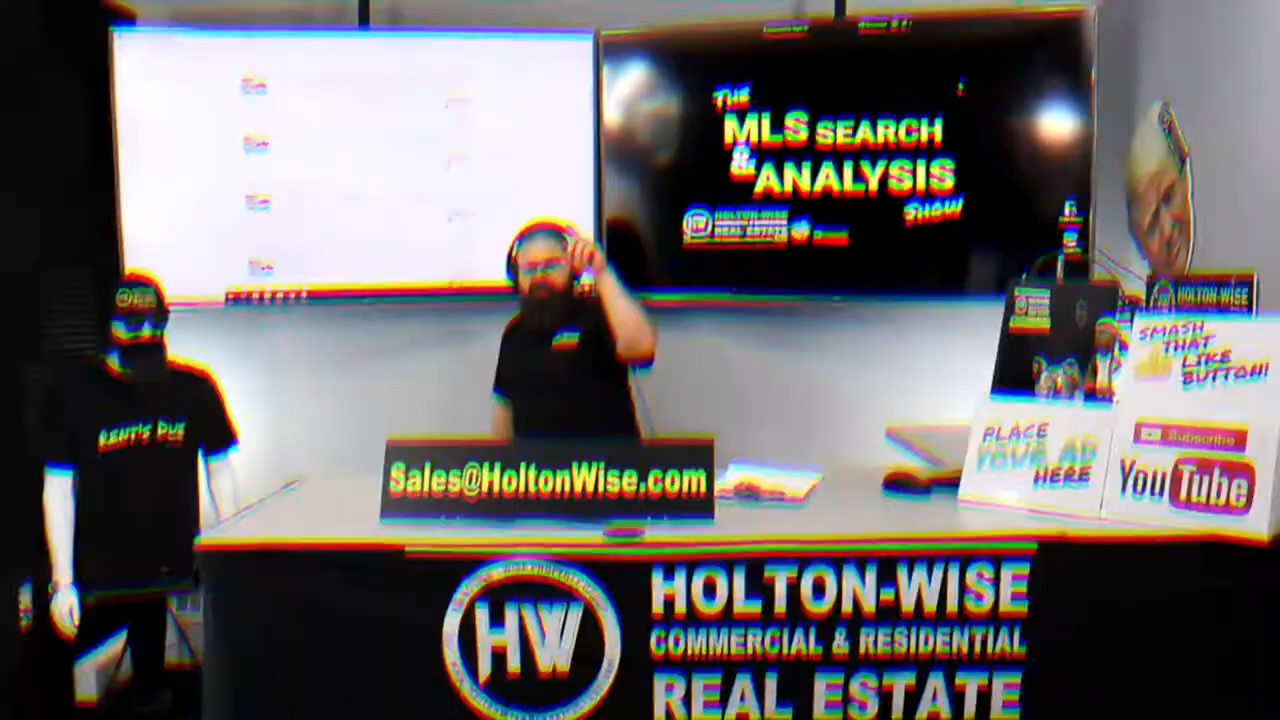 THE
MLS SEARCH
&
ANALYSIS
SHOW
HOLTON-WISE
REAL ESTATE
HOLTON-WISE
SMASH
THAT
LIKE
BUTTON!
RENT'S DUE
PLACE
YOUR AD
HERE
Subscribe
YouTube
Sales@HoltonWise.com
HW
HOLTON-WISE
COMMERCIAL & RESIDENTIAL
REAL ESTATE